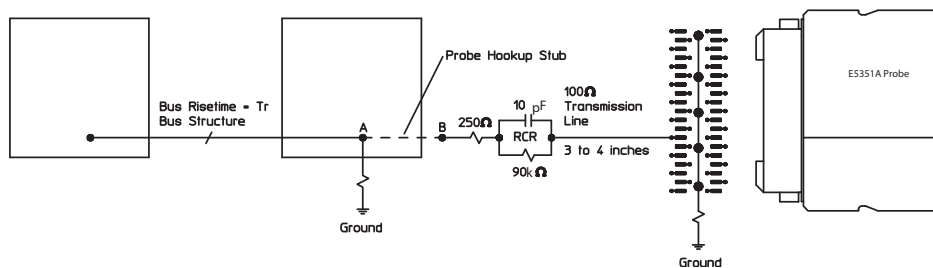 Probe Hookup Stub
E5351A Probe
Bus Risetime = Tr
Bus Structure
A
B
250Ω
10 pF
RCR
90kΩ
100Ω
Transmission
Line
3 to 4 inches
Ground
Ground